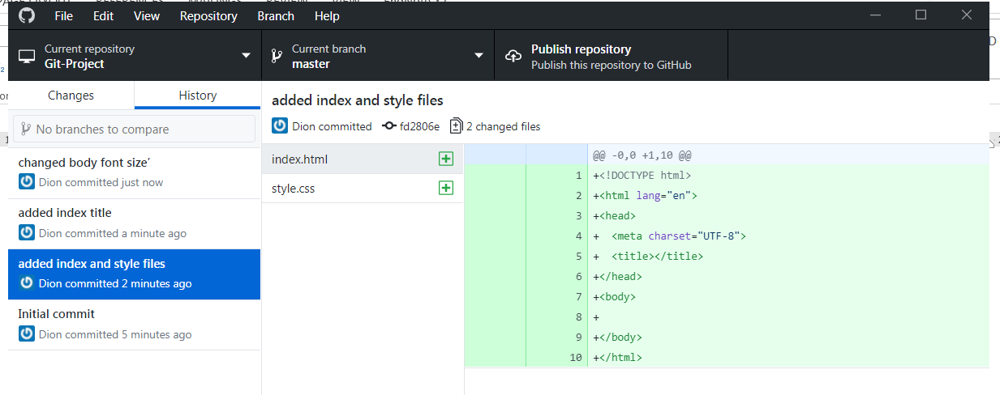 File Edit View Repository Branch Help
Current repository
Git-Project
Current branch
master
Publish repository
Publish this repository to GitHub
Changes
History
No branches to compare
changed body font size’
Dion committed just now
added index title
Dion committed a minute ago
added index and style files
Dion committed 2 minutes ago
Initial commit
Dion committed 5 minutes ago
added index and style files
Dion committed fd2806e 2 changed files
index.html
style.css
@@ -0,0 +1,10 @@
1 +<!DOCTYPE html>
2 +<html lang="en">
3 +<head>
4 +  <meta charset="UTF-8">
5 +  <title></title>
6 +</head>
7 +<body>
8 +
9 +</body>
10 +</html>